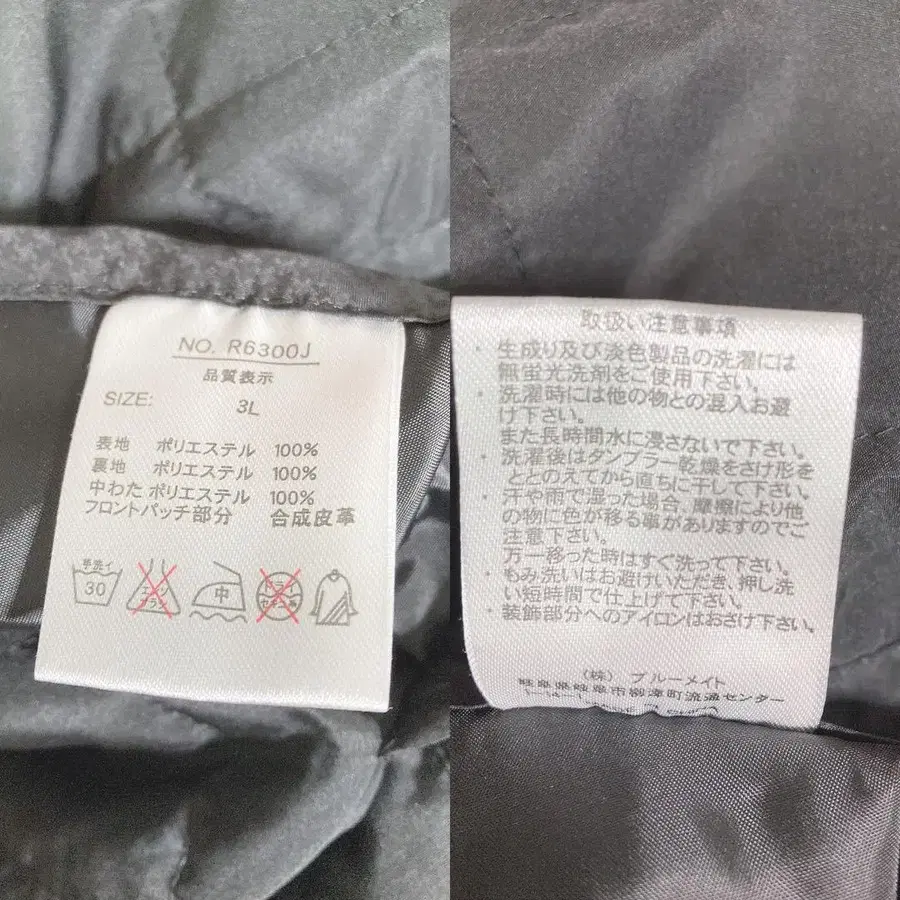 NO. R6300J
品質表示
SIZE: 3L
表地 ポリエステル 100%
裏地 ポリエステル 100%
中わた ポリエステル 100%
フロントパッチ部分 合成皮革
手洗イ
30
エンソ
サラシ
中
ドライ
取扱い注意事項
・生成り及び淡色製品の洗濯には
無蛍光洗剤をご使用下さい。
・洗濯時には他の物との混入お避
け下さい。
また長時間水に浸さないで下さい。
・洗濯後はタンブラー乾燥をさけ形を
ととのえてから直ちに干して下さい。
・汗や雨で湿った場合、摩擦により他
の物に色が移る事がありますのでご
注意下さい。
万一移った時はすぐ洗って下さい。
・もみ洗いはお避けいただき、押し洗
い短時間で仕上げて下さい。
・装飾部分へのアイロンはおさけ下さい。
(株) ブルーメイト
岐阜県岐阜市柳津町流通センター